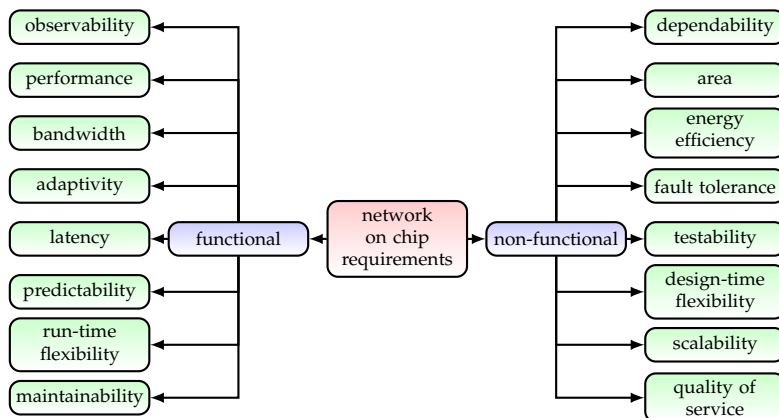 observability
performance
bandwidth
adaptivity
latency
predictability
run-time
flexibility
maintainability
functional
network
on chip
requirements
non-functional
dependability
area
energy
efficiency
fault tolerance
testability
design-time
flexibility
scalability
quality of
service